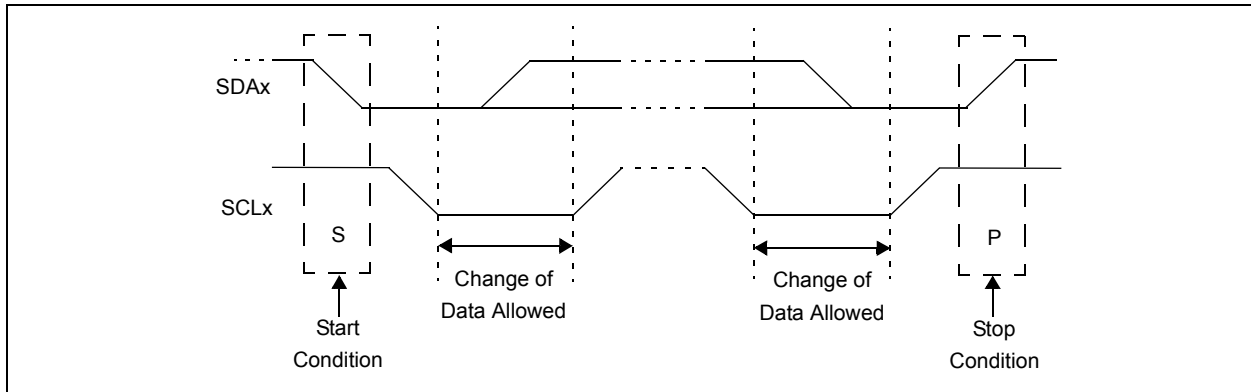 SDAx
SCLx
S
P
Change of
Data Allowed
Change of
Data Allowed
Start
Condition
Stop
Condition